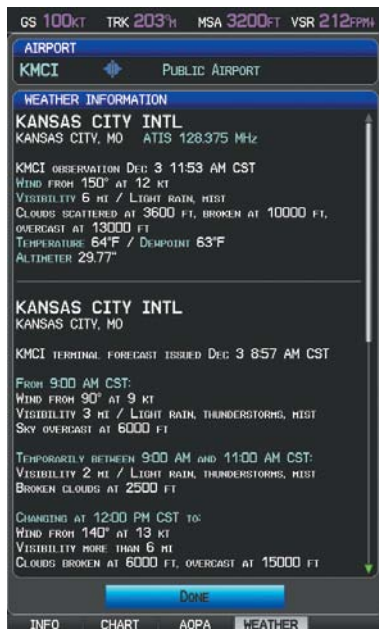 GS 100KT TRK 203°M MSA 3200FT VSR 212FPM↓
AIRPORT
KMCI PUBLIC AIRPORT
WEATHER INFORMATION
KANSAS CITY INTL
KANSAS CITY, MO ATIS 128.375 MHz
KMCI OBSERVATION DEC 3 11:53 AM CST
WIND FROM 150° AT 12 KT
VISIBILITY 6 MI / LIGHT RAIN, MIST
CLOUDS SCATTERED AT 3600 FT, BROKEN AT 10000 FT,
OVERCAST AT 13000 FT
TEMPERATURE 64°F / DEWPOINT 63°F
ALTIMETER 29.77"
KANSAS CITY INTL
KANSAS CITY, MO
KMCI TERMINAL FORECAST ISSUED DEC 3 8:57 AM CST
FROM 9:00 AM CST:
WIND FROM 90° AT 9 KT
VISIBILITY 3 MI / LIGHT RAIN, THUNDERSTORMS, MIST
SKY OVERCAST AT 6000 FT
TEMPORARILY BETWEEN 9:00 AM AND 11:00 AM CST:
VISIBILITY 2 MI / LIGHT RAIN, THUNDERSTORMS, MIST
BROKEN CLOUDS AT 2500 FT
CHANGING AT 12:00 PM CST TO:
WIND FROM 140° AT 13 KT
VISIBILITY MORE THAN 6 MI
CLOUDS BROKEN AT 6000 FT, OVERCAST AT 15000 FT
DONE
INFO CHART AOPA WEATHER